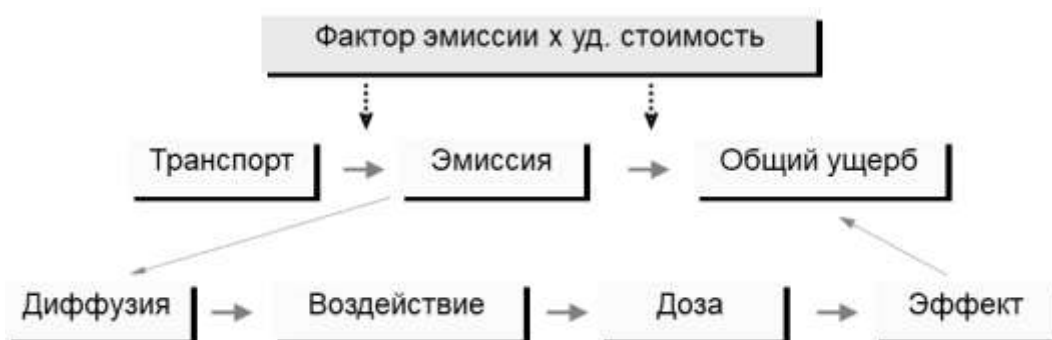 Фактор эмиссии x уд. стоимость
Транспорт
Эмиссия
Общий ущерб
Диффузия
Воздействие
Доза
Эффект